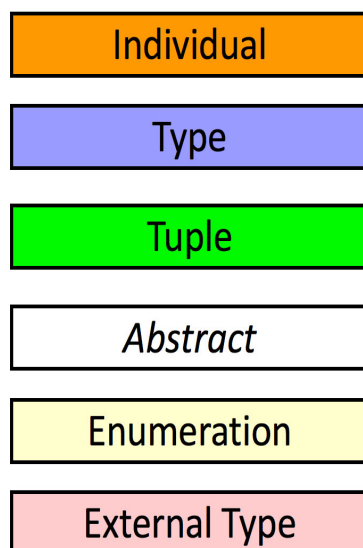 Individual
Type
Tuple
Abstract
Enumeration
External Type